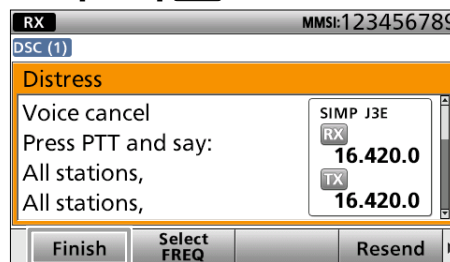 RX MMSI:123456789
DSC (1)
Distress
Voice cancel
Press PTT and say:
All stations,
All stations,
SIMP J3E
RX
16.420.0
TX
16.420.0
Finish
Select
FREQ
Resend